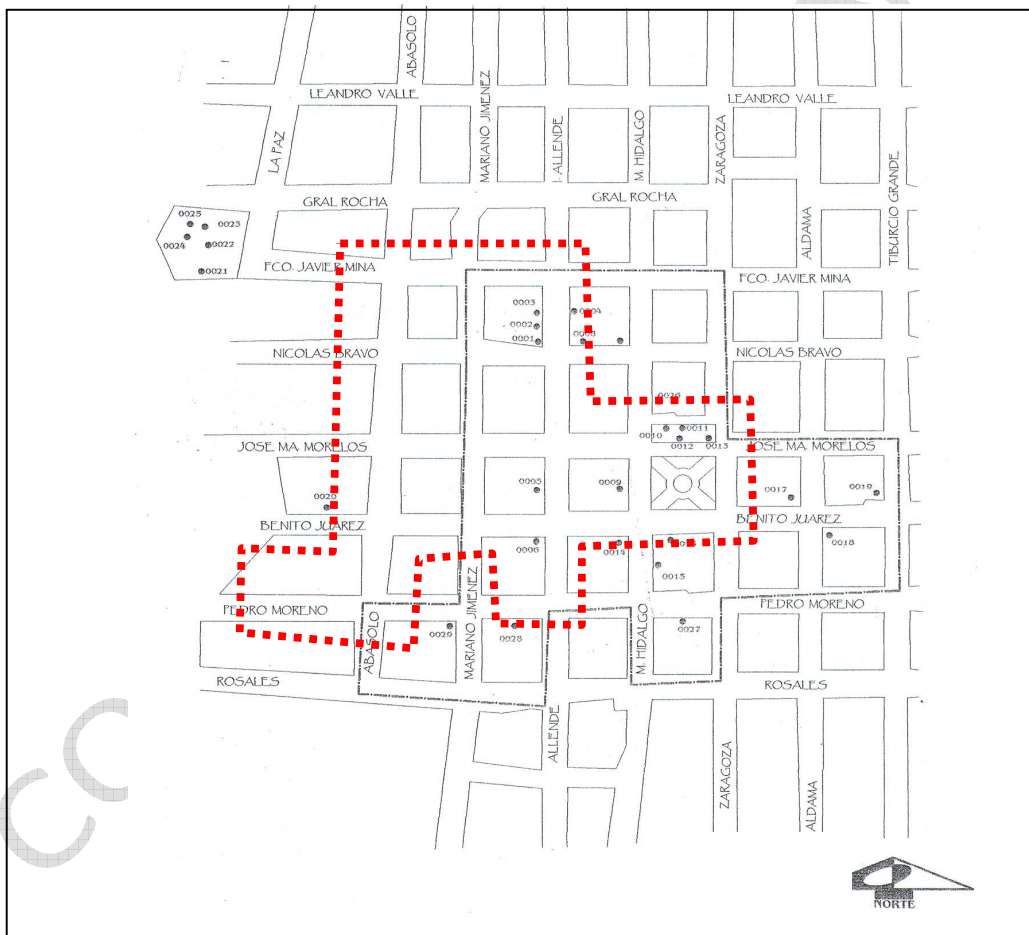 ABASOLO
LEANDRO VALLE
LEANDRO VALLE
LA PAZ
MARIANO JIMENEZ
I. ALLENDE
M. HIDALGO
ZARAGOZA
TIBURCIO GRANDE
GRAL ROCHA
GRAL ROCHA
ALDAMA
0025
0023
0024
0022
0021
FCO. JAVIER MINA
FCO. JAVIER MINA
0003
0004
0002
0001
NICOLAS BRAVO
NICOLAS BRAVO
0026
0010
0011
0012
0013
JOSE MA. MORELOS
JOSE MA. MORELOS
0005
0009
0017
0019
0020
BENITO JUAREZ
BENITO JUAREZ
0006
0014
0018
0015
MARIANO JIMENEZ
PEDRO MORENO
PEDRO MORENO
ABASOLO
0029
0028
M. HIDALGO
0027
ROSALES
ROSALES
ALLENDE
ZARAGOZA
ALDAMA
NORTE